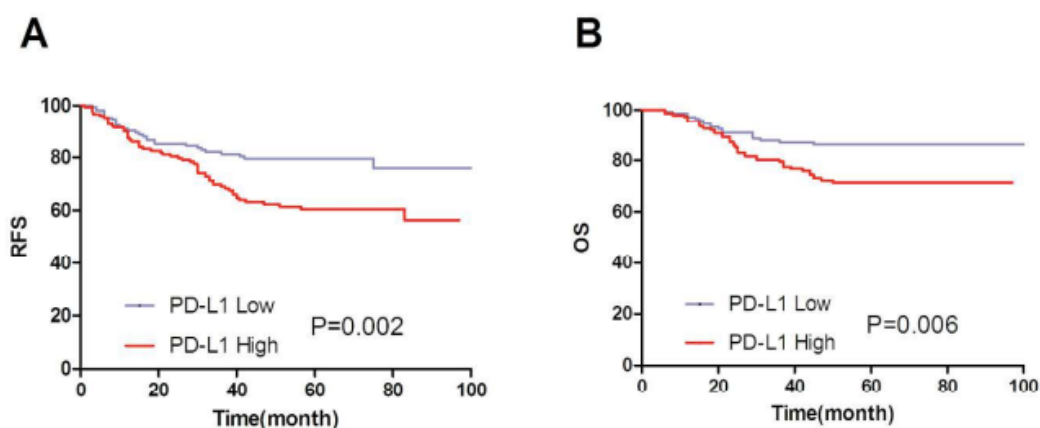 A
B
100
80
60
40
20
0
RFS
PD-L1 Low
PD-L1 High
P=0.002
0 20 40 60 80 100
Time(month)
100
80
60
40
20
0
OS
PD-L1 Low
PD-L1 High
P=0.006
0 20 40 60 80 100
Time(month)